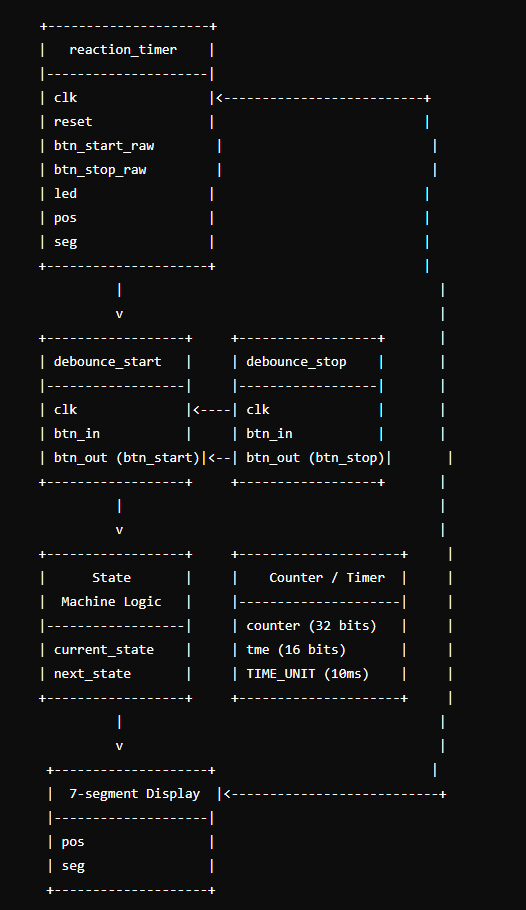 +---------------------+
|   reaction_timer    |
|---------------------|
| clk                 |<--------------------------+
| reset               |                           |
| btn_start_raw        |                           |
| btn_stop_raw         |                           |
| led                 |                           |
| pos                 |                           |
| seg                 |                           |
+---------------------+                           |
          |                                         |
          v                                         |
+------------------+     +------------------+       |
| debounce_start   |     | debounce_stop    |       |
|------------------|     |------------------|       |
| clk              |<----| clk              |       |
| btn_in           |     | btn_in           |       |
| btn_out (btn_start)|<--| btn_out (btn_stop)|       |
+------------------+     +------------------+       |
          |                                         |
          v                                         |
+------------------+     +---------------------+     |
|      State       |     |    Counter / Timer  |     |
|  Machine Logic   |     |---------------------|     |
|------------------|     | counter (32 bits)   |     |
| current_state    |     | tme (16 bits)       |     |
| next_state       |     | TIME_UNIT (10ms)    |     |
+------------------+     +---------------------+     |
          |                                         |
          v                                         |
 +--------------------+                            |
 |  7-segment Display  |<---------------------------+
 |--------------------|
 | pos                |
 | seg                |
 +--------------------+